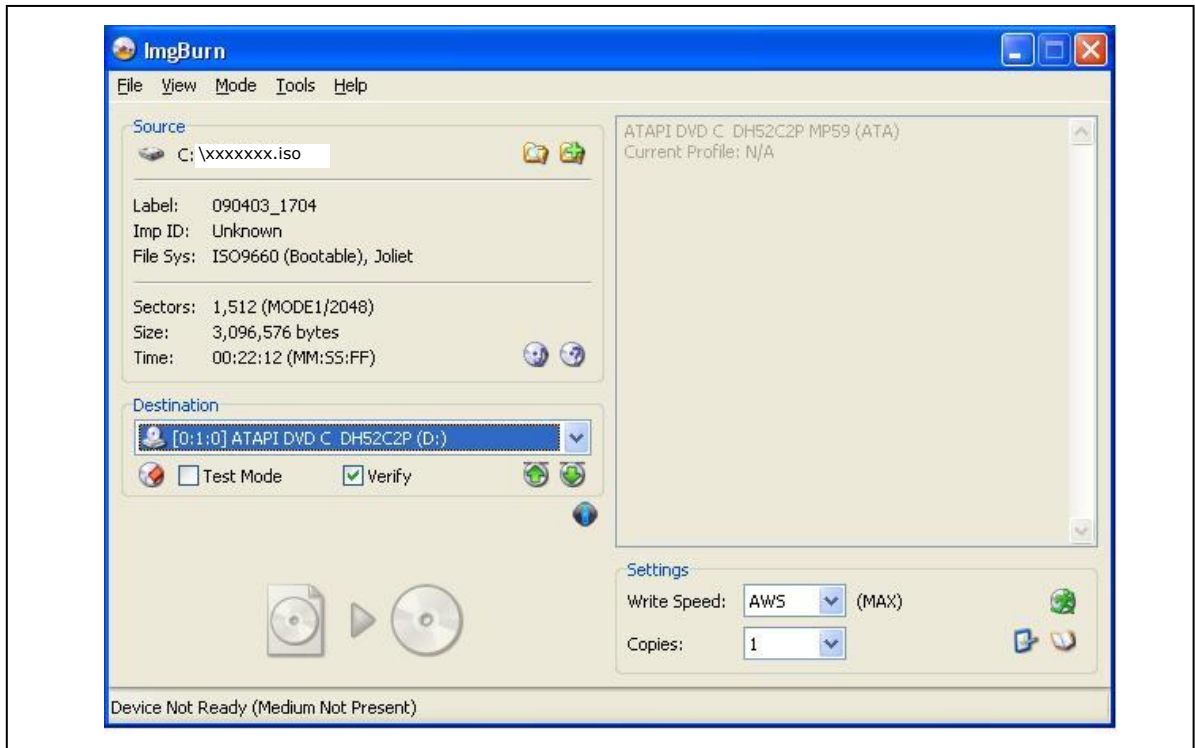 ImgBurn
File View Mode Tools Help
Source
C: \xxxxxxx.iso
Label: 090403_1704
Imp ID: Unknown
File Sys: ISO9660 (Bootable), Joliet
Sectors: 1,512 (MODE1/2048)
Size: 3,096,576 bytes
Time: 00:22:12 (MM:SS:FF)
Destination
[0:1:0] ATAPI DVD C DH52C2P (D:)
Test Mode Verify
ATAPI DVD C DH52C2P MP59 (ATA)
Current Profile: N/A
Settings
Write Speed: AWS (MAX)
Copies: 1
Device Not Ready (Medium Not Present)